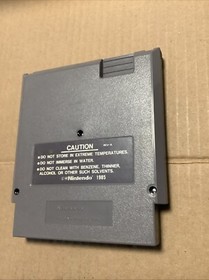 CAUTION
●DO NOT STORE IN EXTREME TEMPERATURES.
●DO NOT IMMERSE IN WATER.
●DO NOT CLEAN WITH BENZENE, THINNER,
ALCOHOL OR OTHER SUCH SOLVENTS.
©Nintendo 1985